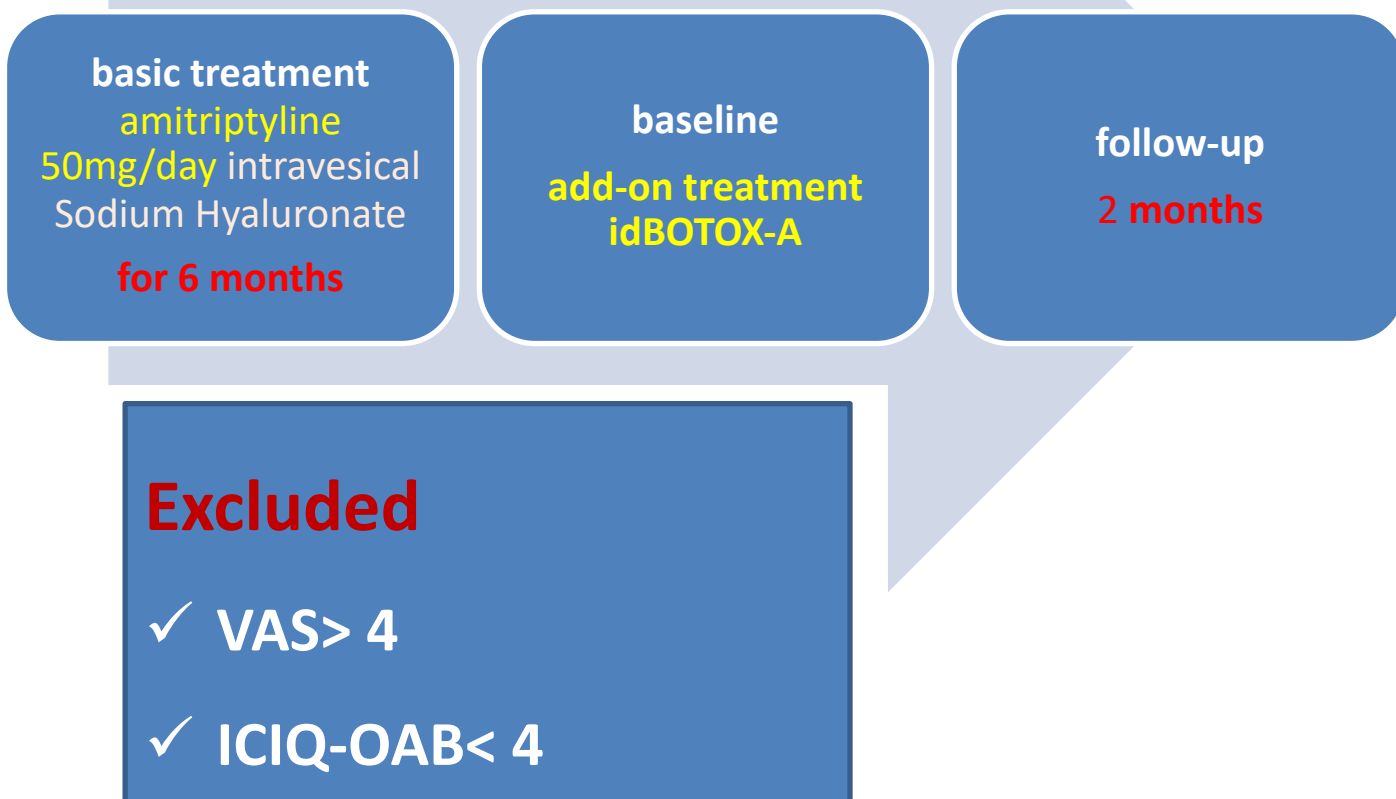 basic treatment
amitriptyline
50mg/day intravesical
Sodium Hyaluronate
for 6 months
baseline
add-on treatment
idBOTOX-A
follow-up
2 months
Excluded
✓ VAS> 4
✓ ICIQ-OAB< 4